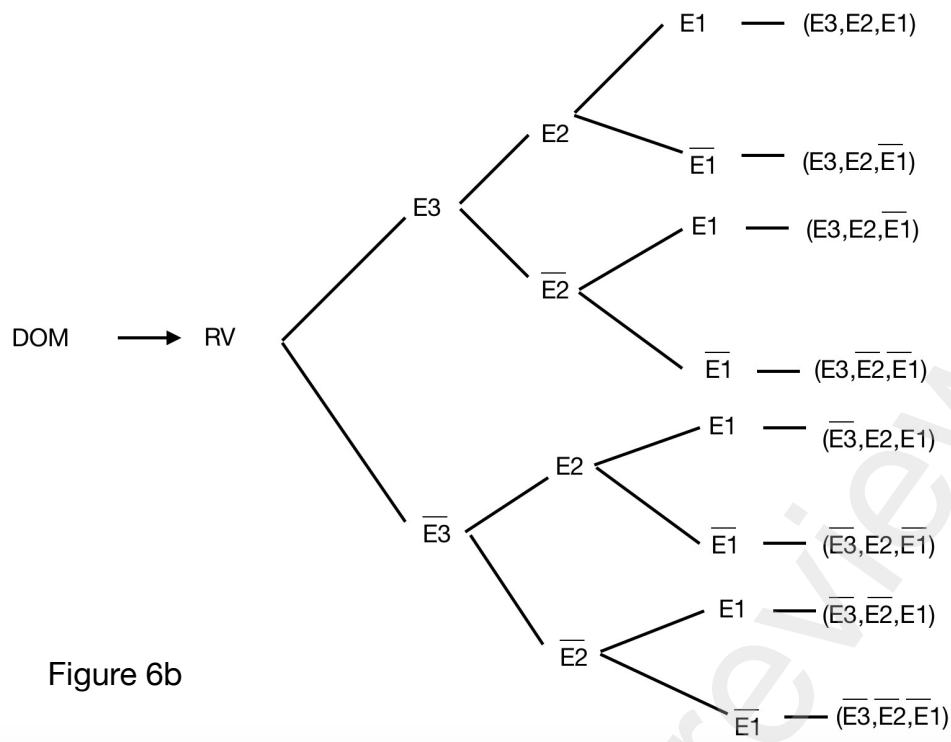 E1 (E3,E2,E1)
E2
E̅1̅ (E3,E2,E̅1̅)
E3
E1 (E3,E2,E̅1̅)
E̅2̅
DOM RV
E̅1̅ (E3,E̅2̅,E̅1̅)
E1 (E̅3̅,E2,E1)
E2
E̅3̅
E̅1̅ (E̅3̅,E2,E̅1̅)
E1 (E̅3̅,E̅2̅,E1)
E̅2̅
Figure 6b
E̅1̅ (E̅3̅,E̅2̅,E̅1̅)
review